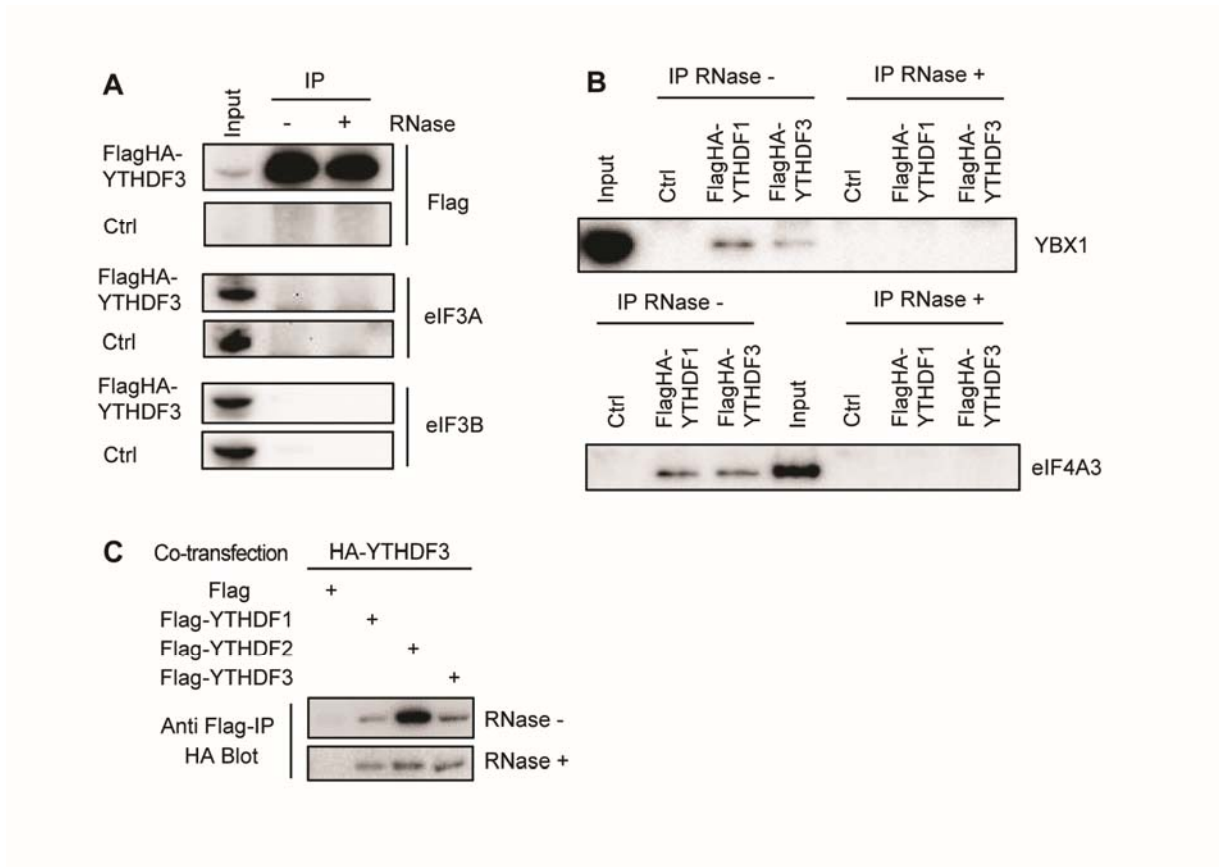 A
Input
IP
- + RNase
FlagHA-
YTHDF3
Ctrl
Flag
FlagHA-
YTHDF3
Ctrl
eIF3A
FlagHA-
YTHDF3
Ctrl
eIF3B
B
IP RNase -
IP RNase +
Input
Ctrl
FlagHA-
YTHDF1
FlagHA-
YTHDF3
Ctrl
FlagHA-
YTHDF1
FlagHA-
YTHDF3
YBX1
IP RNase -
IP RNase +
Ctrl
FlagHA-
YTHDF1
FlagHA-
YTHDF3
Input
Ctrl
FlagHA-
YTHDF1
FlagHA-
YTHDF3
eIF4A3
C
Co-transfection HA-YTHDF3
Flag +
Flag-YTHDF1 +
Flag-YTHDF2 +
Flag-YTHDF3 +
Anti Flag-IP
HA Blot
RNase -
RNase +